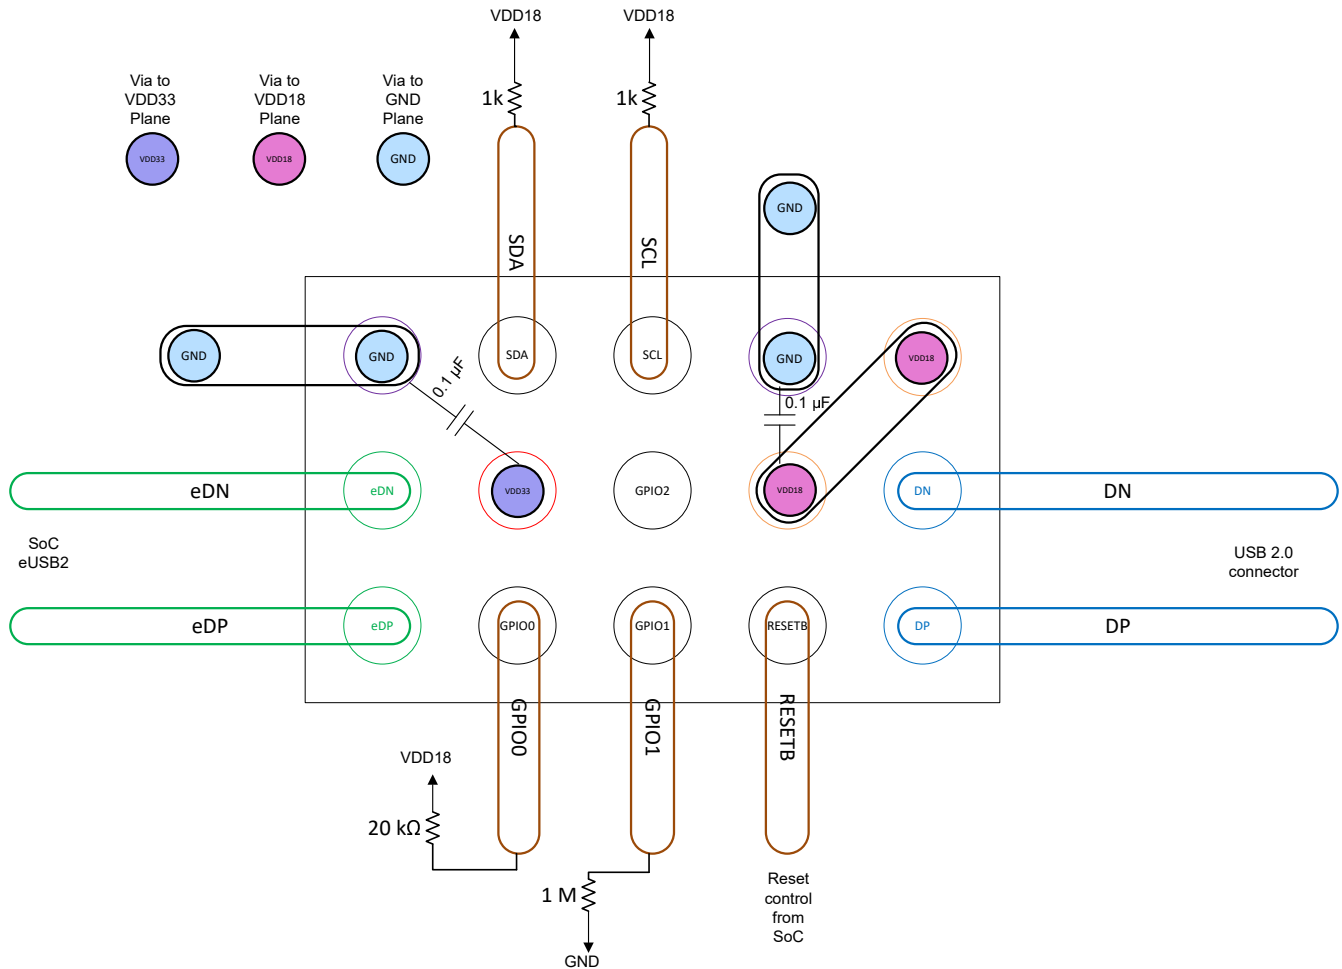 VDD18
VDD18
Via to
VDD33
Plane
Via to
VDD18
Plane
Via to
GND
Plane
1k
1k
VDD33
VDD18
GND
GND
SDA
SCL
GND
GND
SDA
SCL
GND
VDD18
0.1 µF
0.1 µF
eDN
eDN
VDD33
GPIO2
VDD18
DN
DN
SoC
eUSB2
USB 2.0
connector
eDP
eDP
GPIO0
GPIO1
RESETB
DP
DP
GPIO0
GPIO1
RESETB
VDD18
20 kΩ
1 M
GND
Reset
control
from
SoC